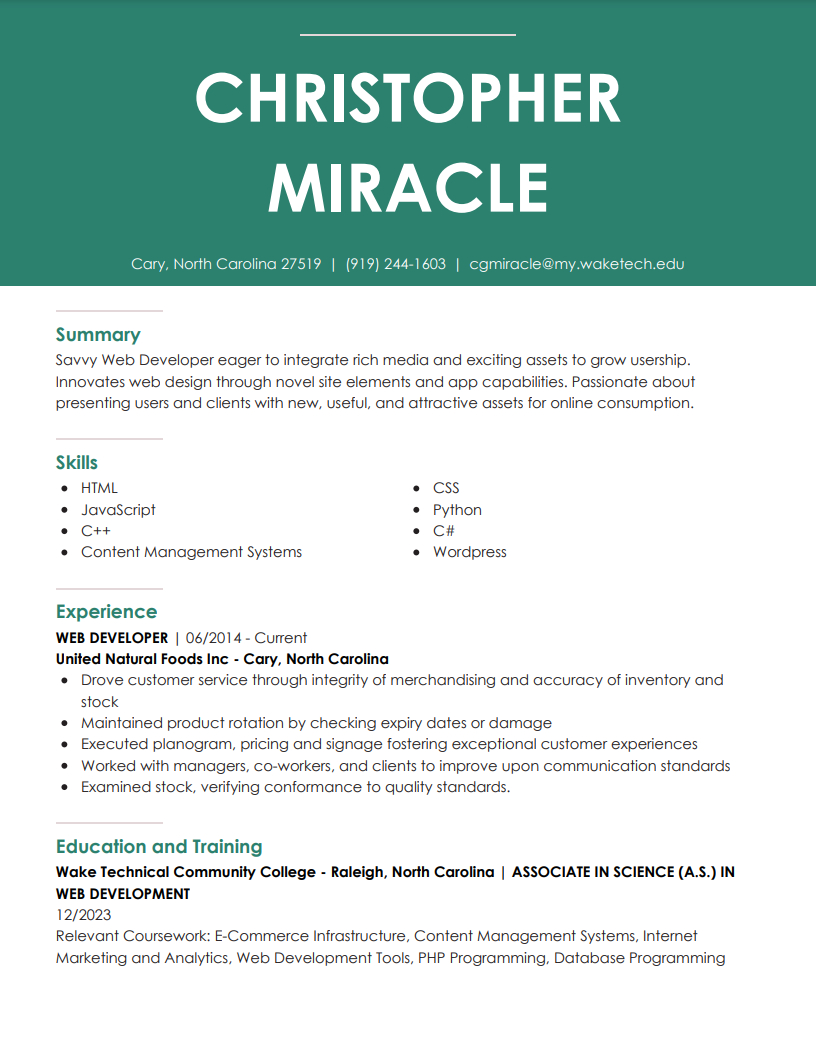 CHRISTOPHER
MIRACLE
Cary, North Carolina 27519 | (919) 244-1603 | cgmiracle@my.waketech.edu
Summary
Savvy Web Developer eager to integrate rich media and exciting assets to grow usership.
Innovates web design through novel site elements and app capabilities. Passionate about
presenting users and clients with new, useful, and attractive assets for online consumption.
Skills
• HTML
• JavaScript
• C++
• Content Management Systems
• CSS
• Python
• C#
• Wordpress
Experience
WEB DEVELOPER | 06/2014 - Current
United Natural Foods Inc - Cary, North Carolina
• Drove customer service through integrity of merchandising and accuracy of inventory and
stock
• Maintained product rotation by checking expiry dates or damage
• Executed planogram, pricing and signage fostering exceptional customer experiences
• Worked with managers, co-workers, and clients to improve upon communication standards
• Examined stock, verifying conformance to quality standards.
Education and Training
Wake Technical Community College - Raleigh, North Carolina | ASSOCIATE IN SCIENCE (A.S.) IN
WEB DEVELOPMENT
12/2023
Relevant Coursework: E-Commerce Infrastructure, Content Management Systems, Internet
Marketing and Analytics, Web Development Tools, PHP Programming, Database Programming